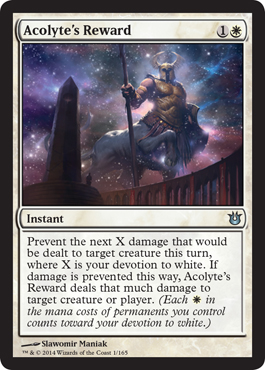 Acolyte's Reward 1
Instant
Prevent the next X damage that would
be dealt to target creature this turn,
where X is your devotion to white. If
damage is prevented this way, Acolyte's
Reward deals that much damage to
target creature or player. (Each in
the mana costs of permanents you control
counts toward your devotion to white.)
Slawomir Maniak
™ & © 2014 Wizards of the Coast 1/165